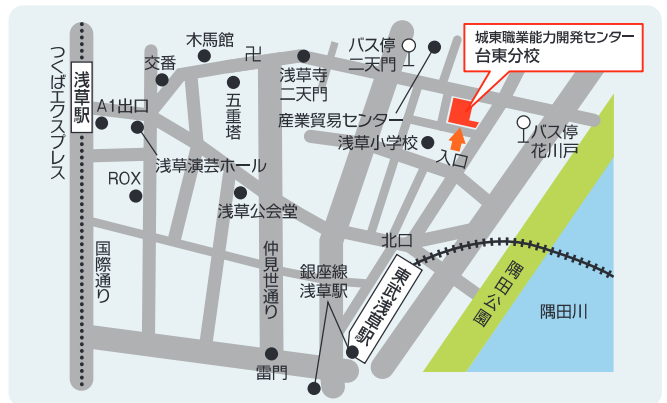 城東職業能力開発センター
台東分校
木馬館
卍
バス停
二天門
交番
浅草寺
二天門
つくばエクスプレス
浅草駅
A1出口
五重塔
産業貿易センター
浅草小学校
入口
バス停
花川戸
浅草演芸ホール
ROX
浅草公会堂
国際通り
仲見世通り
北口
銀座線
浅草駅
東武浅草駅
隅田公園
隅田川
雷門